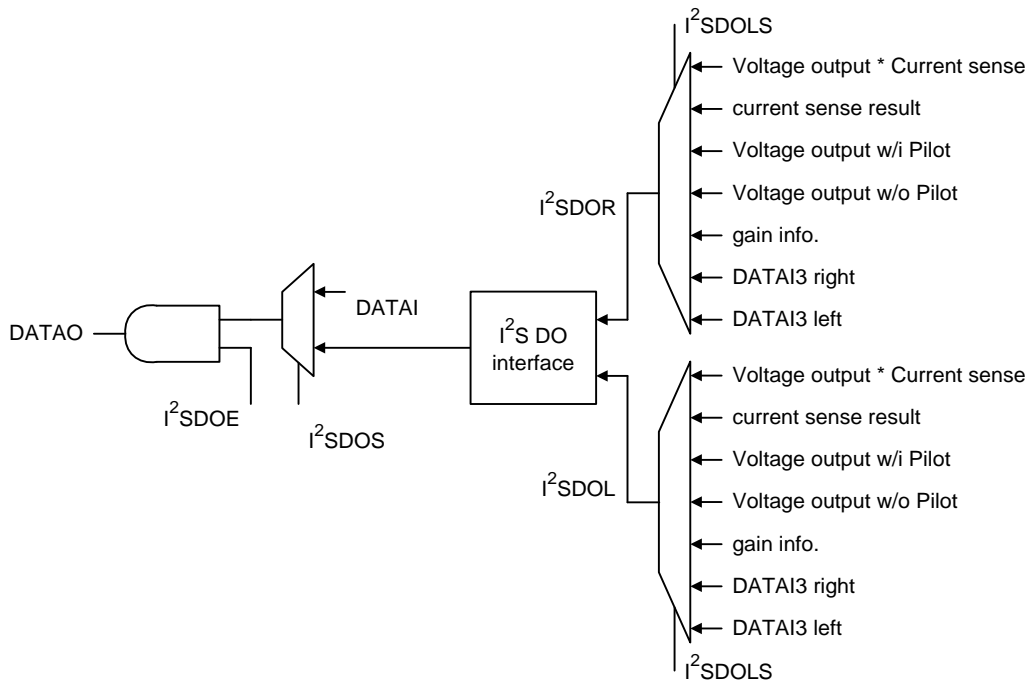 I²SDOLS
Voltage output * Current sense
current sense result
Voltage output w/i Pilot
Voltage output w/o Pilot
gain info.
DATAI3 right
DATAI3 left
I²SDOR
DATAI
DATAO
I²S DO
interface
I²SDOE
I²SDOS
I²SDOL
Voltage output * Current sense
current sense result
Voltage output w/i Pilot
Voltage output w/o Pilot
gain info.
DATAI3 right
DATAI3 left
I²SDOLS